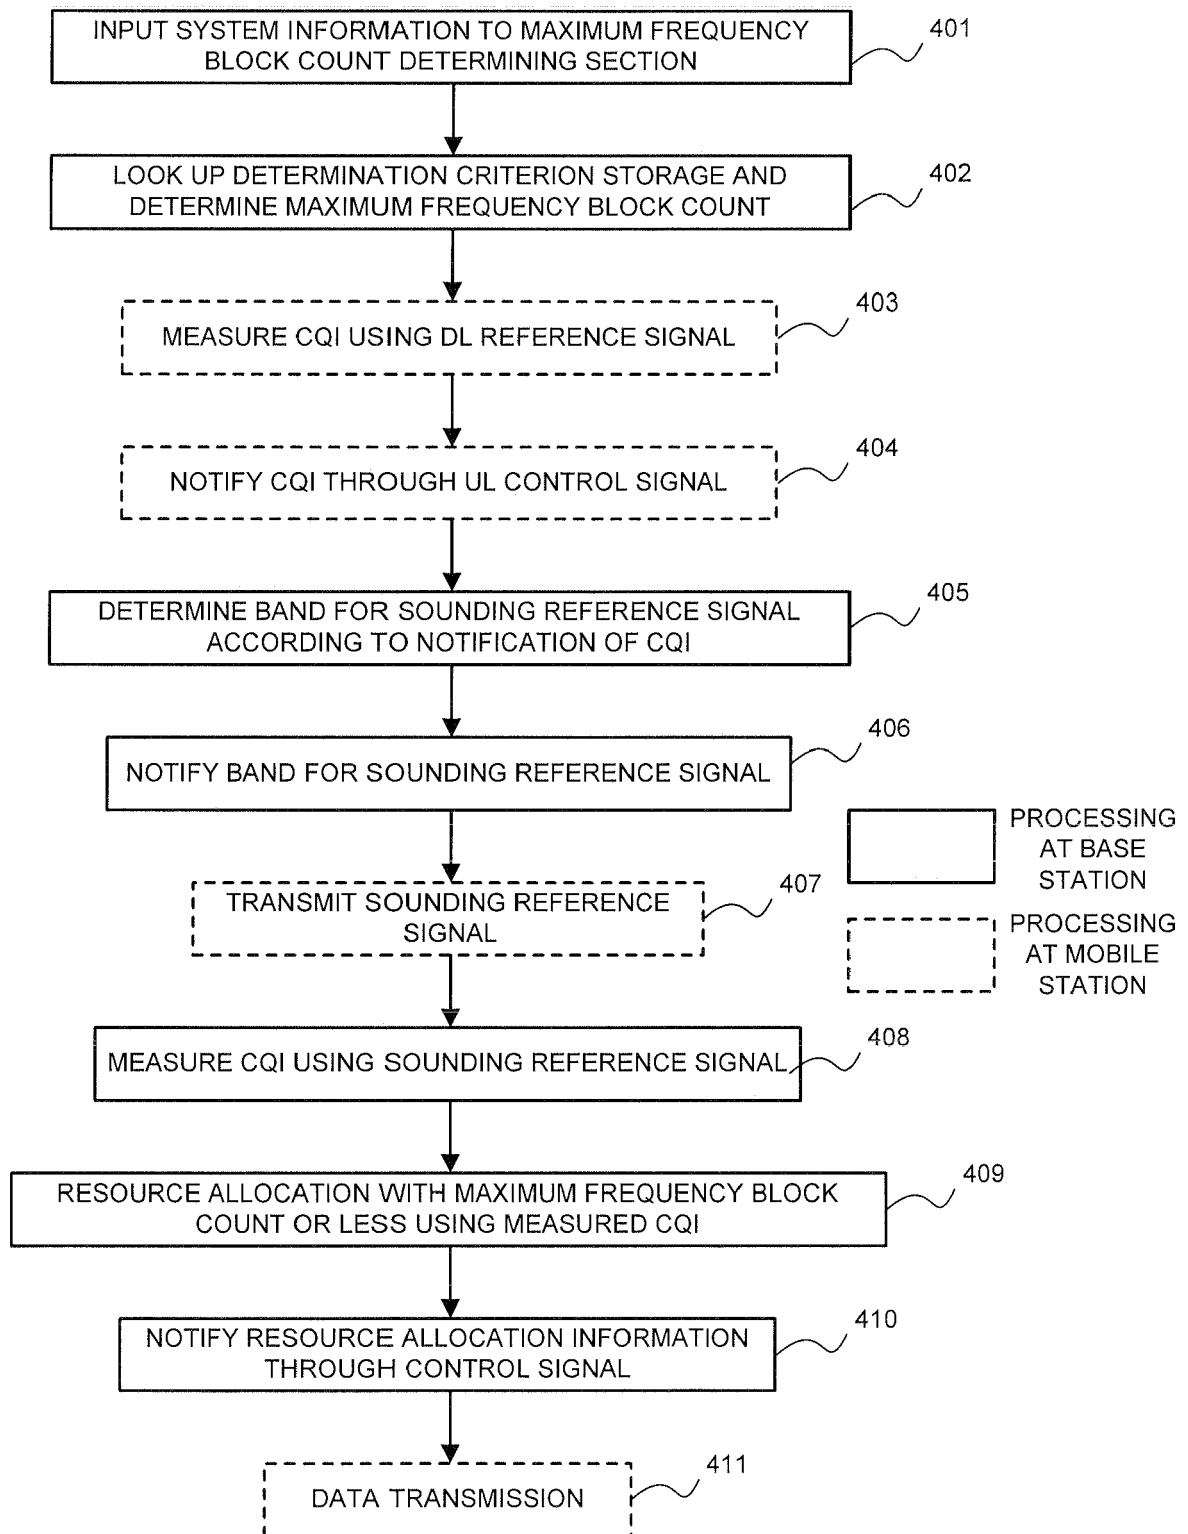 INPUT SYSTEM INFORMATION TO MAXIMUM FREQUENCY
BLOCK COUNT DETERMINING SECTION
401
LOOK UP DETERMINATION CRITERION STORAGE AND
DETERMINE MAXIMUM FREQUENCY BLOCK COUNT
402
MEASURE CQI USING DL REFERENCE SIGNAL
403
NOTIFY CQI THROUGH UL CONTROL SIGNAL
404
DETERMINE BAND FOR SOUNDING REFERENCE SIGNAL
ACCORDING TO NOTIFICATION OF CQI
405
NOTIFY BAND FOR SOUNDING REFERENCE SIGNAL
406
TRANSMIT SOUNDING REFERENCE
SIGNAL
407
PROCESSING
AT BASE
STATION
PROCESSING
AT MOBILE
STATION
MEASURE CQI USING SOUNDING REFERENCE SIGNAL
408
RESOURCE ALLOCATION WITH MAXIMUM FREQUENCY BLOCK
COUNT OR LESS USING MEASURED CQI
409
NOTIFY RESOURCE ALLOCATION INFORMATION
THROUGH CONTROL SIGNAL
410
DATA TRANSMISSION
411